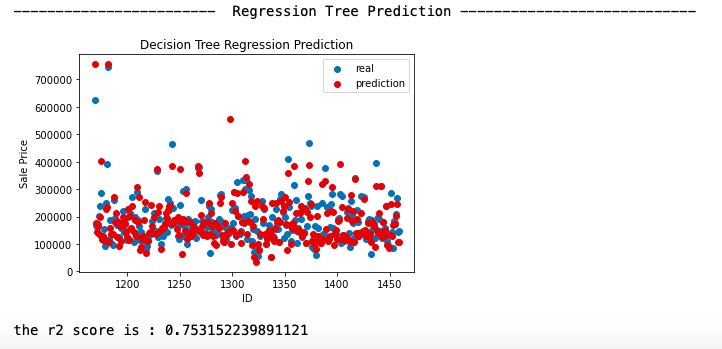 ------------------------ Regression Tree Prediction ----------------------------
Decision Tree Regression Prediction
real
prediction
700000
600000
500000
400000
300000
200000
100000
0
Sale Price
1200 1250 1300 1350 1400 1450
ID
the r2 score is : 0.753152239891121